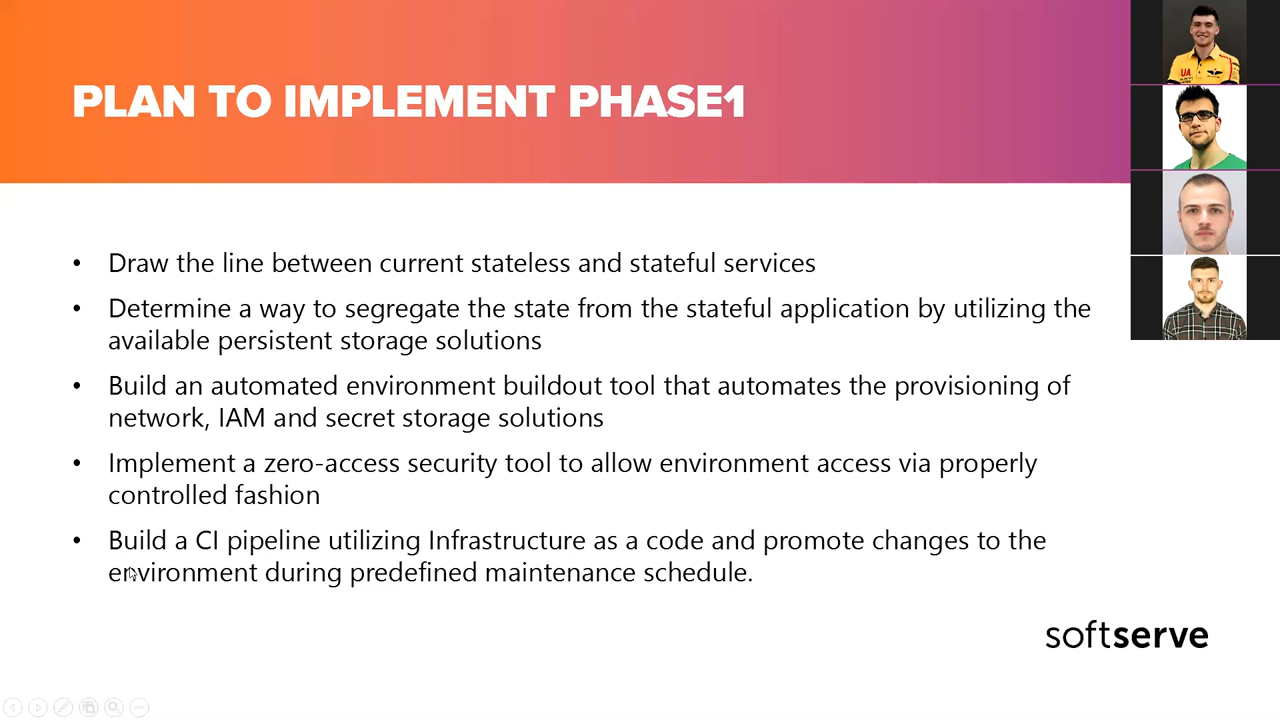 PLAN TO IMPLEMENT PHASE1
UA
• Draw the line between current stateless and stateful services
• Determine a way to segregate the state from the stateful application by utilizing the
available persistent storage solutions
• Build an automated environment buildout tool that automates the provisioning of
network, IAM and secret storage solutions
• Implement a zero-access security tool to allow environment access via properly
controlled fashion
• Build a CI pipeline utilizing Infrastructure as a code and promote changes to the
environment during predefined maintenance schedule.
softserve